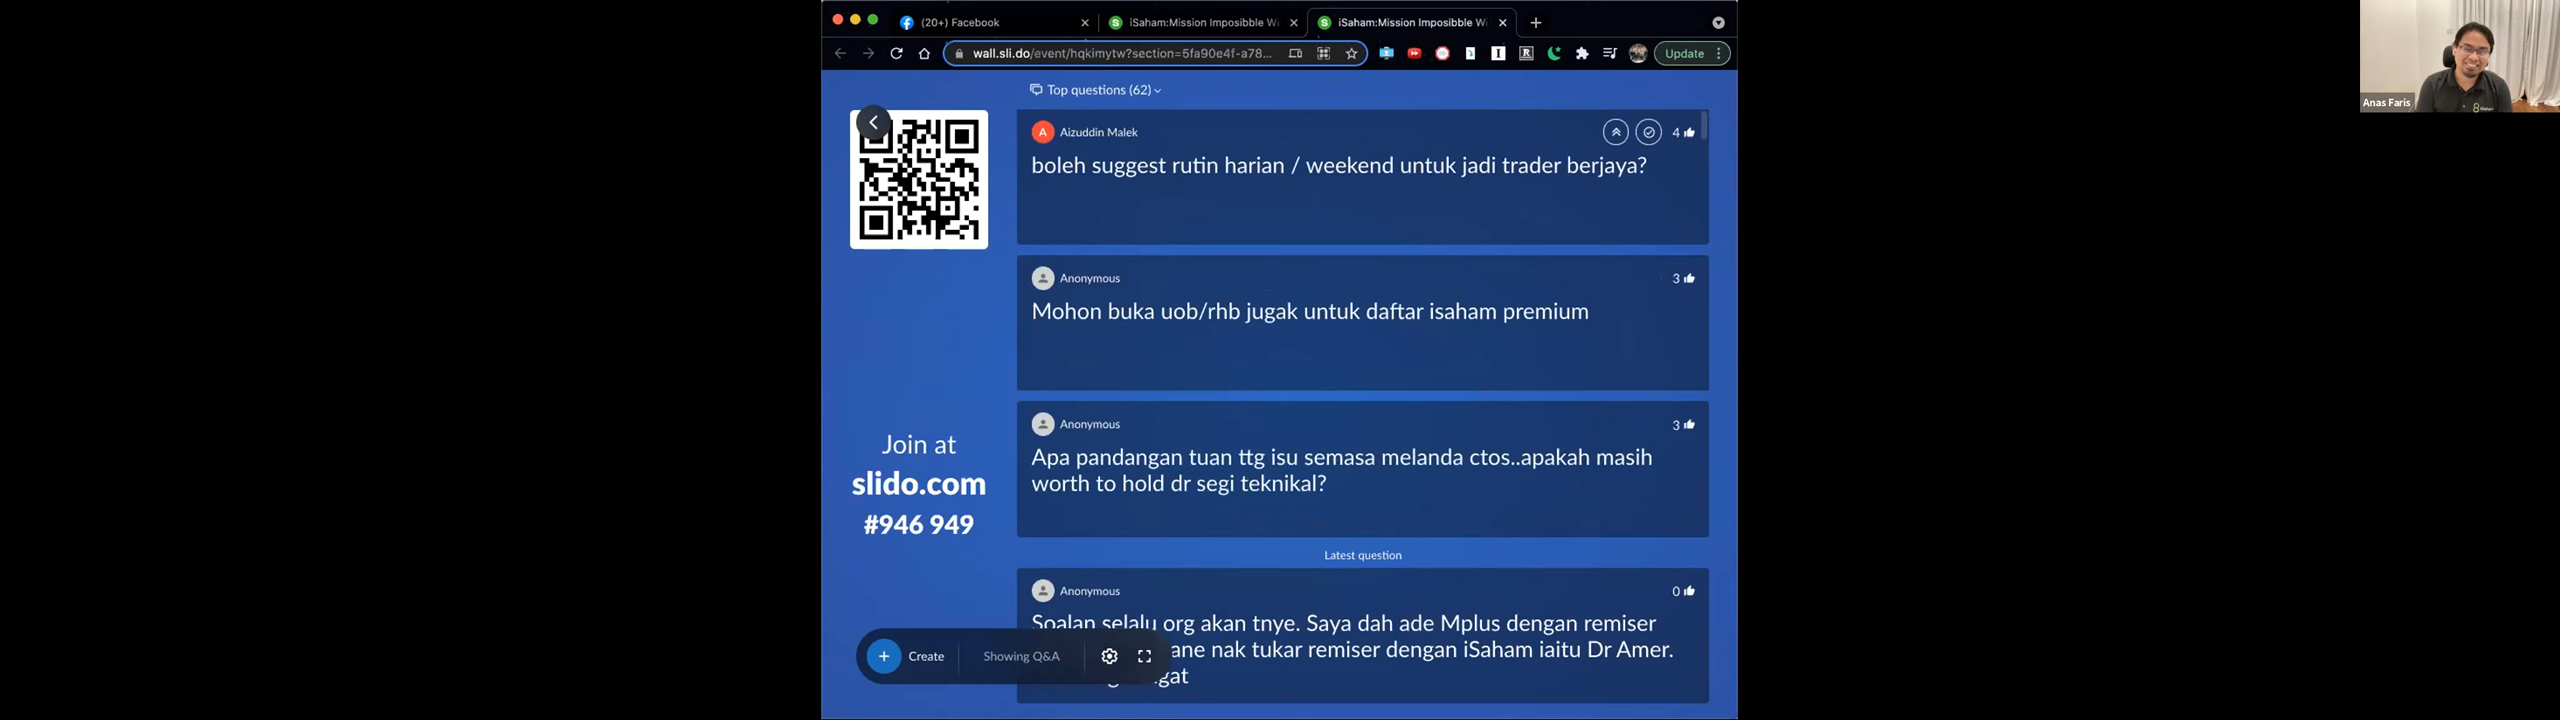 (20+) Facebook
iSaham:Mission Imposibble Wi
iSaham:Mission Imposibble Wi
wall.sli.do/event/hqkimytw?section=5fa90e4f-a78...
Update
Top questions (62)
Aizuddin Malek
4
boleh suggest rutin harian / weekend untuk jadi trader berjaya?
Anonymous
3
Mohon buka uob/rhb jugak untuk daftar isaham premium
Anonymous
3
Apa pandangan tuan ttg isu semasa melanda ctos..apakah masih
worth to hold dr segi teknikal?
Join at
slido.com
#946 949
Latest question
Anonymous
0
Soalan selalu org akan tnye. Saya dah ade Mplus dengan remiser
ane nak tukar remiser dengan iSaham iaitu Dr Amer.
gat
Create
Showing Q&A
Anas Faris